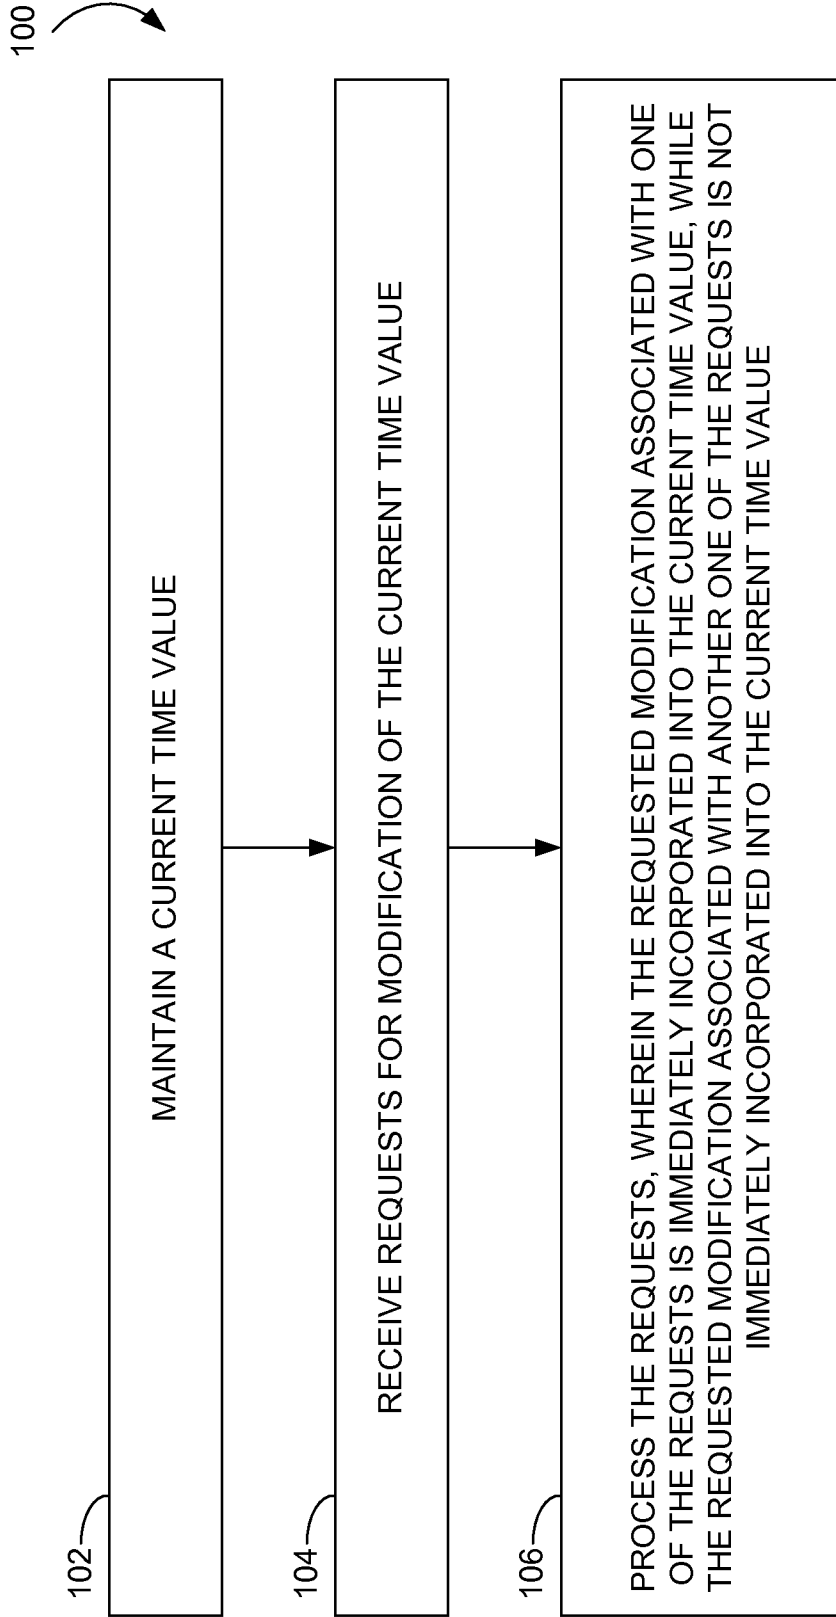 100
102
MAINTAIN A CURRENT TIME VALUE
104
RECEIVE REQUESTS FOR MODIFICATION OF THE CURRENT TIME VALUE
106
PROCESS THE REQUESTS, WHEREIN THE REQUESTED MODIFICATION ASSOCIATED WITH ONE
OF THE REQUESTS IS IMMEDIATELY INCORPORATED INTO THE CURRENT TIME VALUE, WHILE
THE REQUESTED MODIFICATION ASSOCIATED WITH ANOTHER ONE OF THE REQUESTS IS NOT
IMMEDIATELY INCORPORATED INTO THE CURRENT TIME VALUE